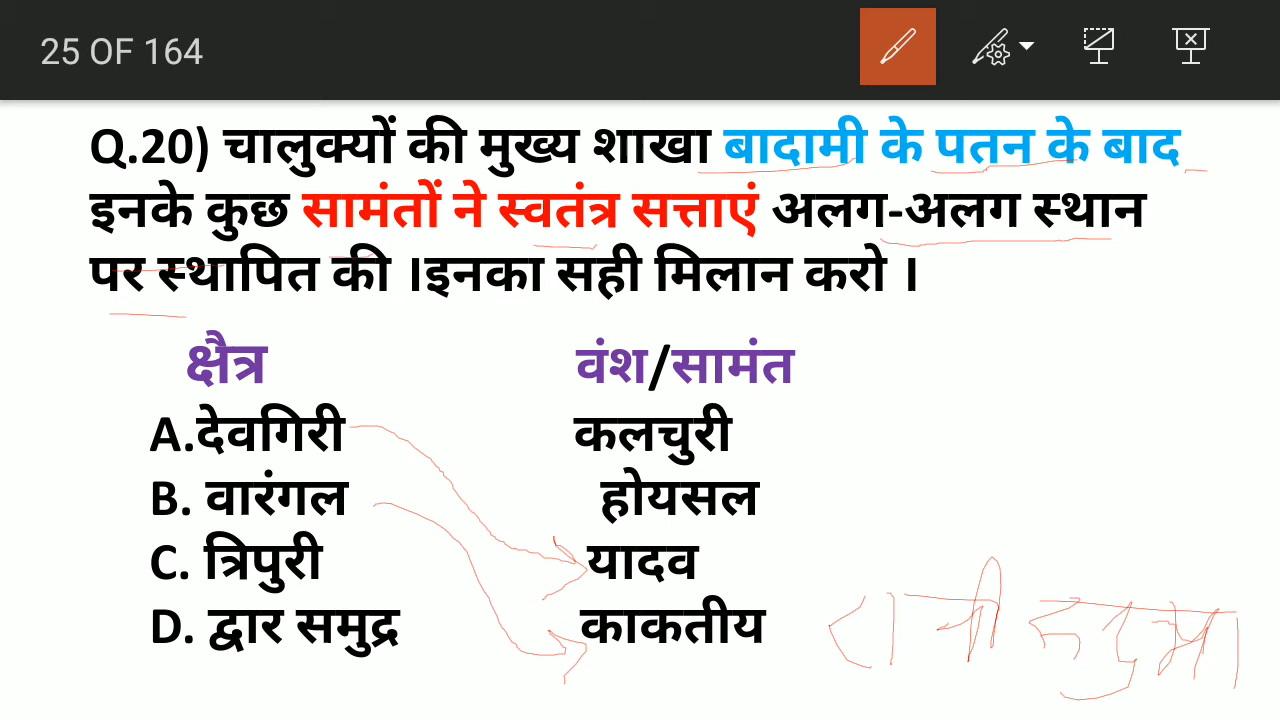 25 OF 164
Q.20) चालुक्यों की मुख्य शाखा बादामी के पतन के बाद
इनके कुछ सामंतों ने स्वतंत्र सत्ताएं अलग-अलग स्थान
पर स्थापित की ।इनका सही मिलान करो ।
क्षैत्र वंश/सामंत
A.देवगिरी कलचुरी
B. वारंगल होयसल
C. त्रिपुरी यादव
D. द्वार समुद्र काकतीय
रानी